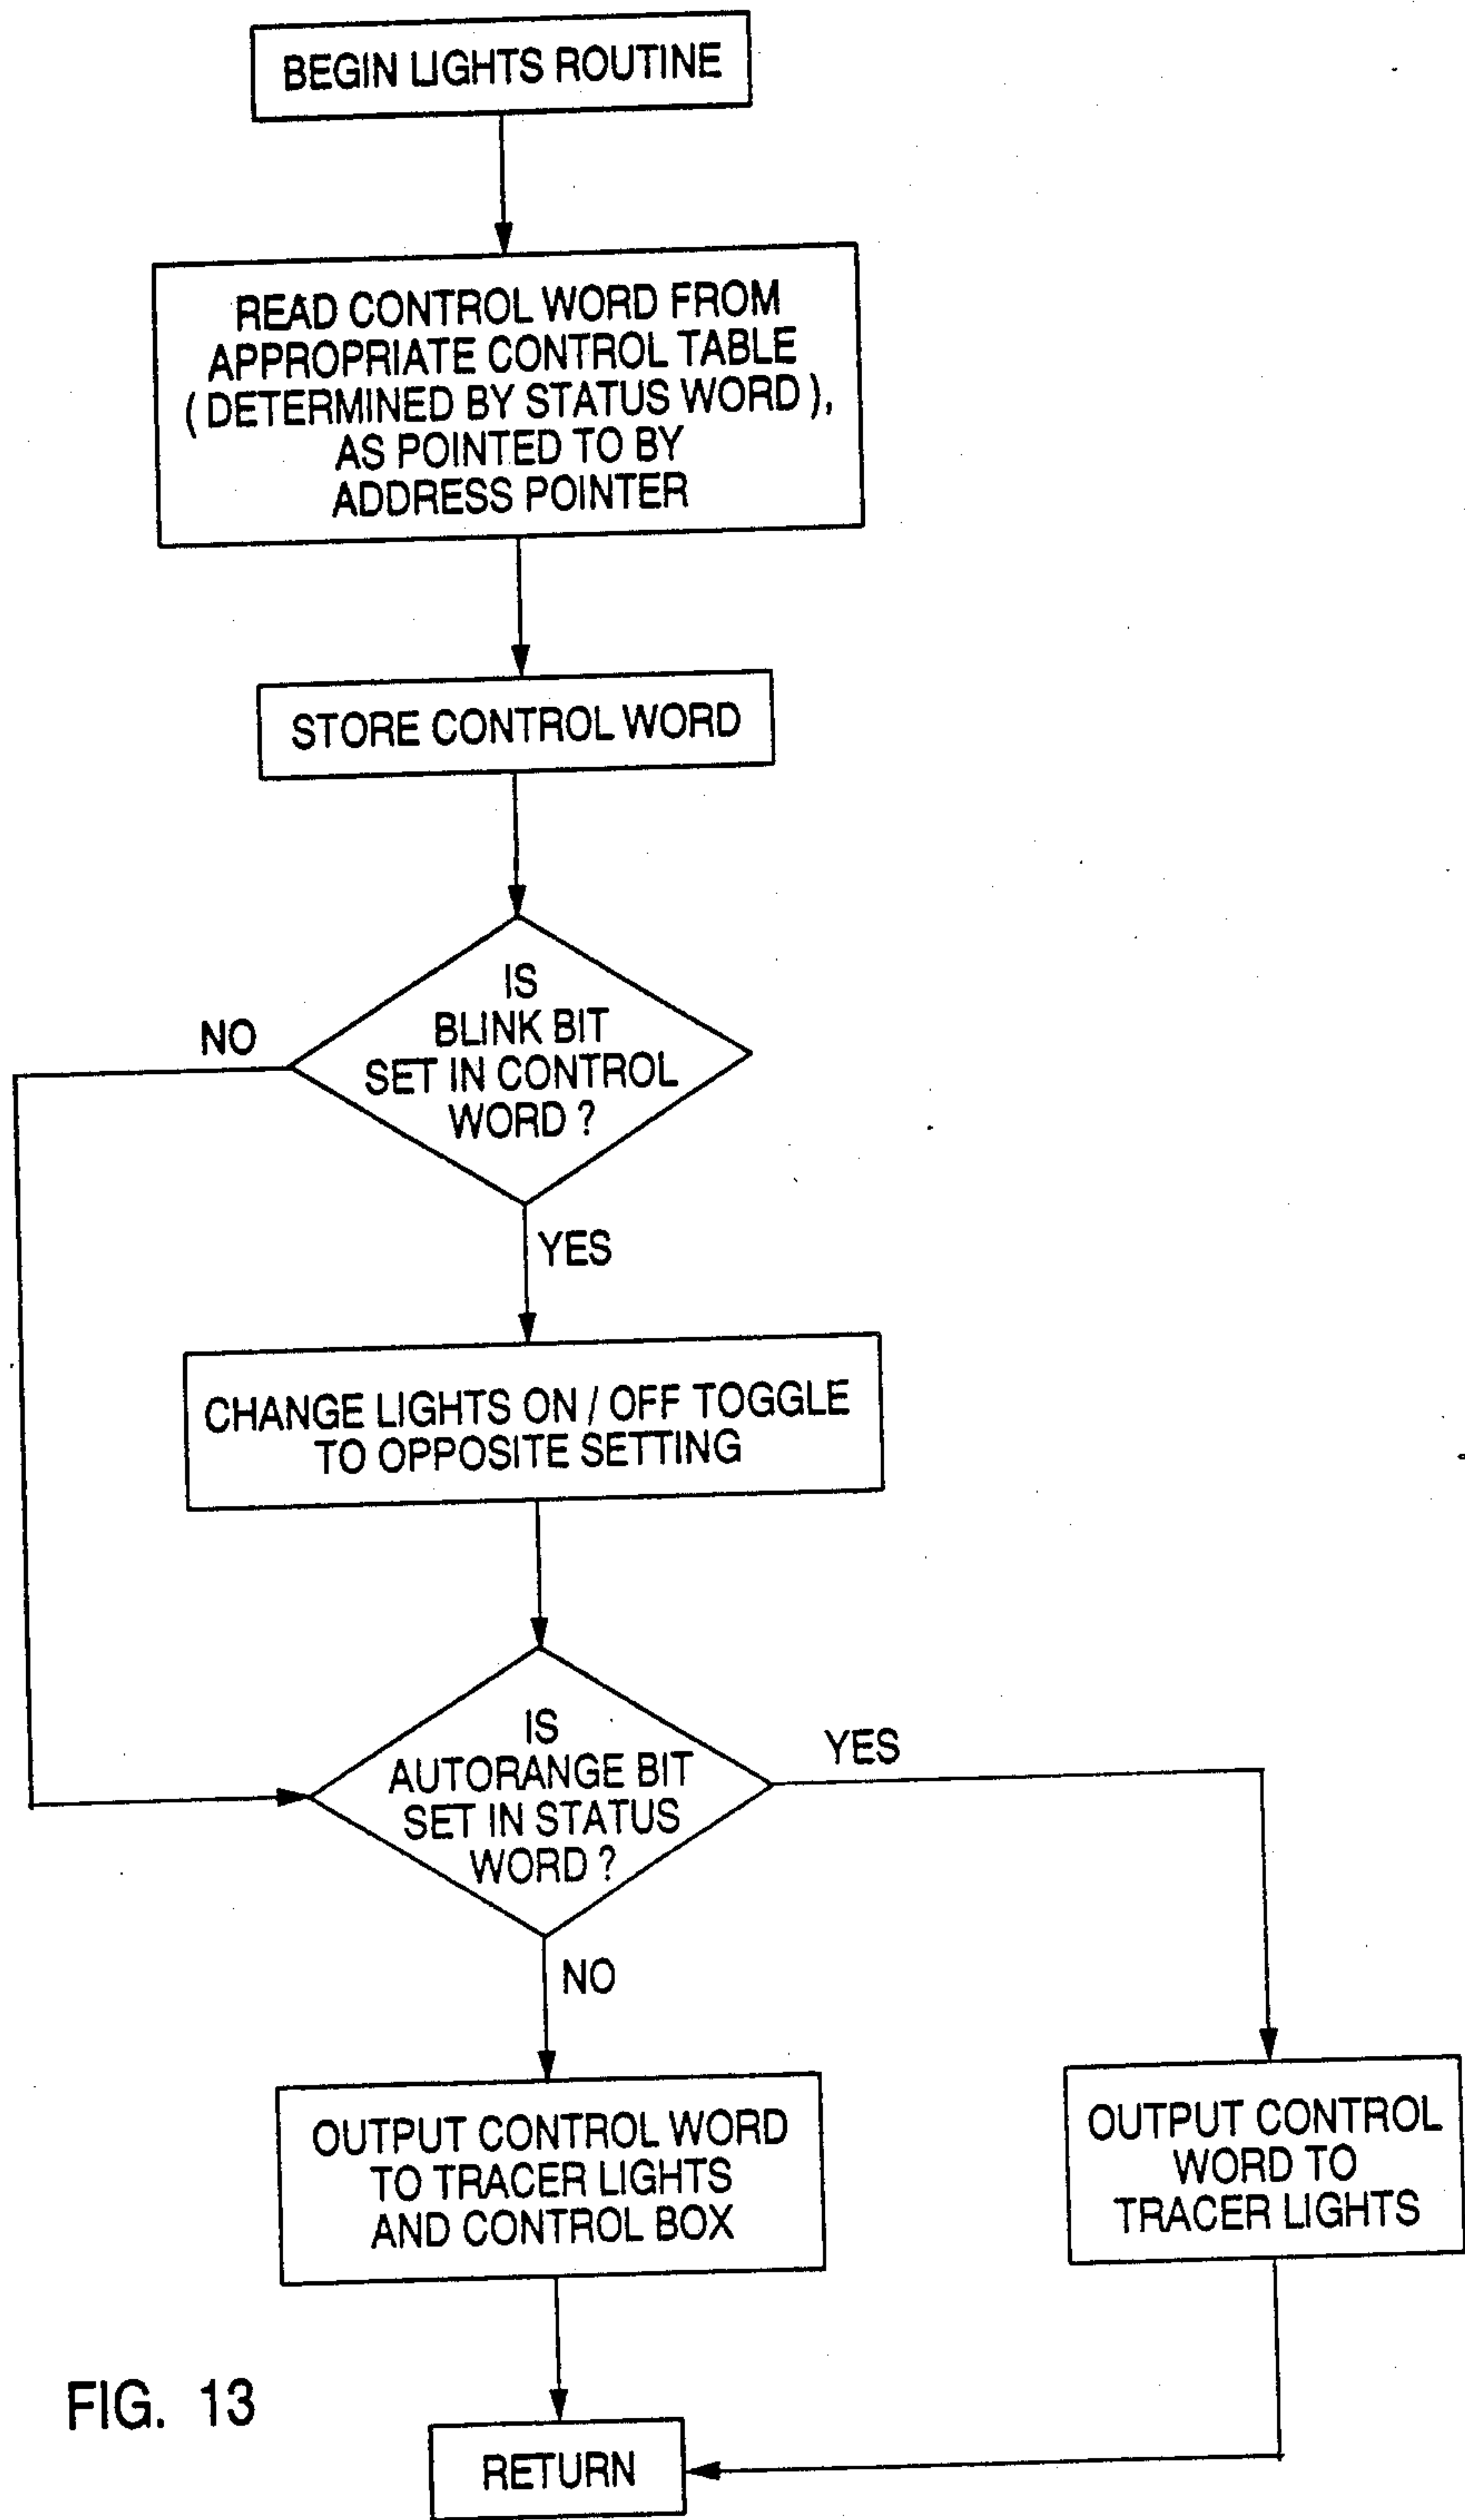 BEGIN LIGHTS ROUTINE
READ CONTROL WORD FROM
APPROPRIATE CONTROL TABLE
( DETERMINED BY STATUS WORD ),
AS POINTED TO BY
ADDRESS POINTER
STORE CONTROL WORD
IS
BLINK BIT
SET IN CONTROL
WORD ?
NO
YES
CHANGE LIGHTS ON / OFF TOGGLE
TO OPPOSITE SETTING
IS
AUTORANGE BIT
SET IN STATUS
WORD ?
YES
NO
OUTPUT CONTROL WORD
TO TRACER LIGHTS
AND CONTROL BOX
OUTPUT CONTROL
WORD TO
TRACER LIGHTS
RETURN
FIG. 13